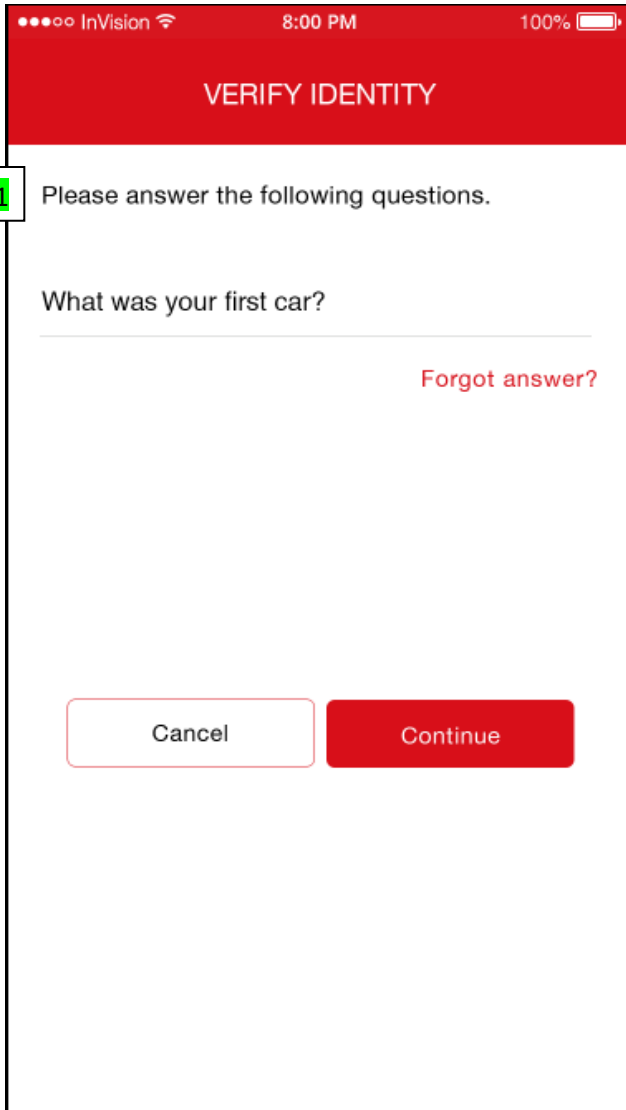 InVision 8:00 PM 100%
VERIFY IDENTITY
1
Please answer the following questions.
What was your first car?
Forgot answer?
Cancel Continue